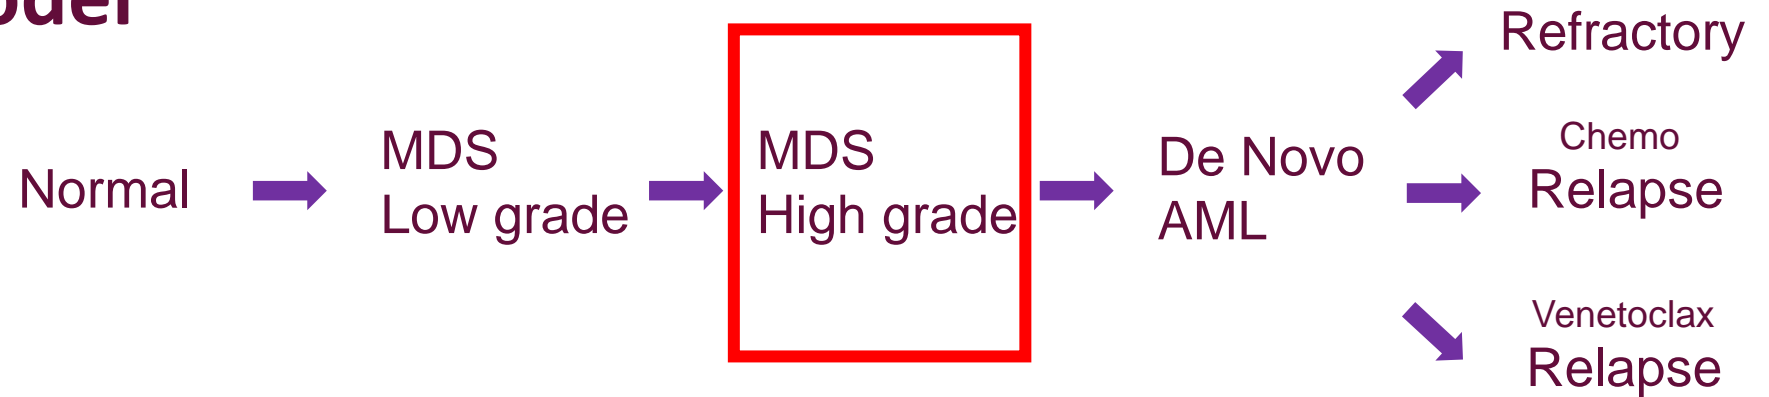 Normal
MDS
Low grade
MDS
High grade
De Novo
AML
Refractory
Chemo
Relapse
Venetoclax
Relapse